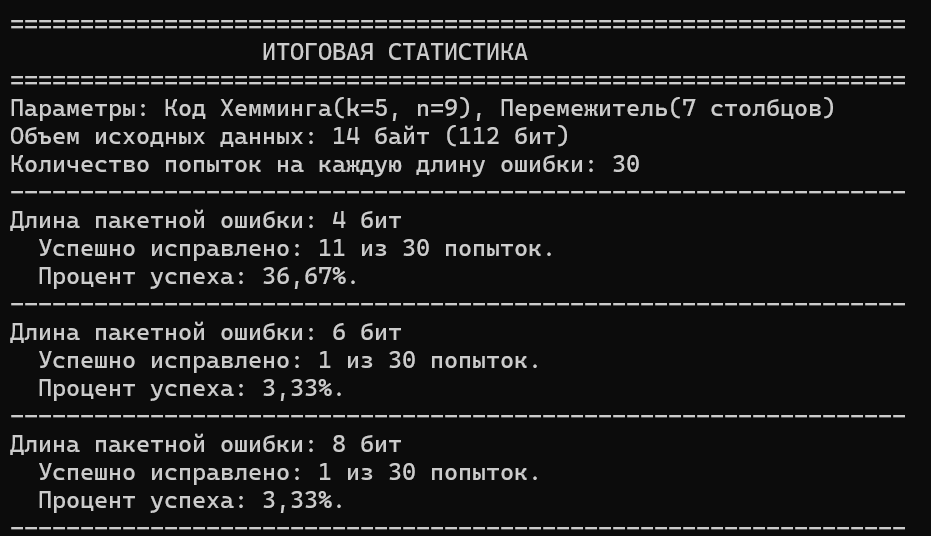 ================================================================
ИТОГОВАЯ СТАТИСТИКА
================================================================
Параметры: Код Хемминга(k=5, n=9), Перемежитель(7 столбцов)
Объем исходных данных: 14 байт (112 бит)
Количество попыток на каждую длину ошибки: 30
----------------------------------------------------------------
Длина пакетной ошибки: 4 бит
Успешно исправлено: 11 из 30 попыток.
Процент успеха: 36,67%.
----------------------------------------------------------------
Длина пакетной ошибки: 6 бит
Успешно исправлено: 1 из 30 попыток.
Процент успеха: 3,33%.
----------------------------------------------------------------
Длина пакетной ошибки: 8 бит
Успешно исправлено: 1 из 30 попыток.
Процент успеха: 3,33%.
----------------------------------------------------------------